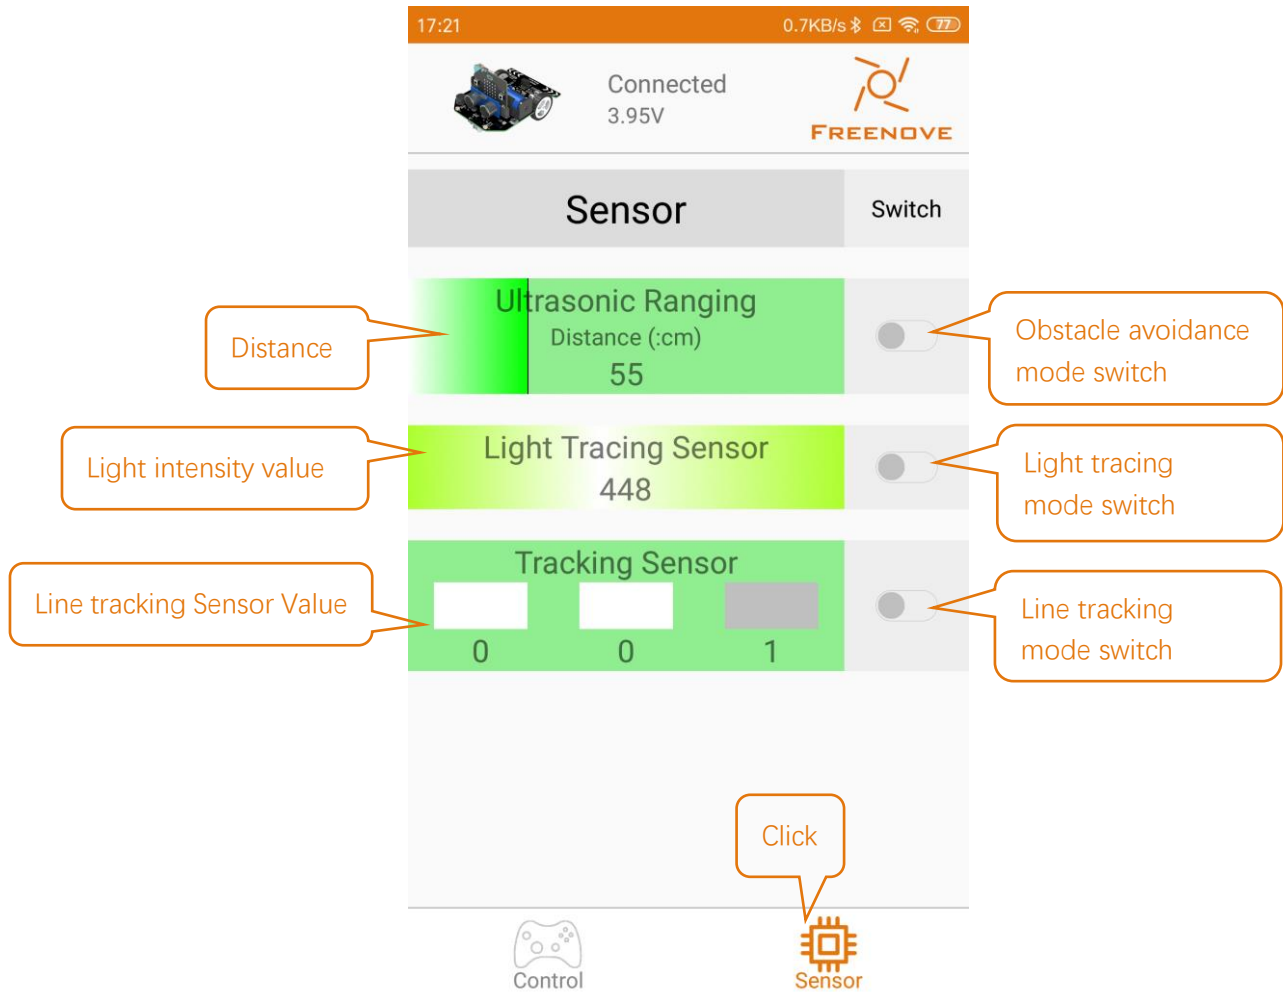 17:21
0.7KB/s
77
Connected
3.95V
FREENOVE
Sensor
Switch
Ultrasonic Ranging
Distance (:cm)
55
Distance
Obstacle avoidance
mode switch
Light Tracing Sensor
448
Light intensity value
Light tracing
mode switch
Tracking Sensor
0 0 1
Line tracking Sensor Value
Line tracking
mode switch
Click
Control
Sensor